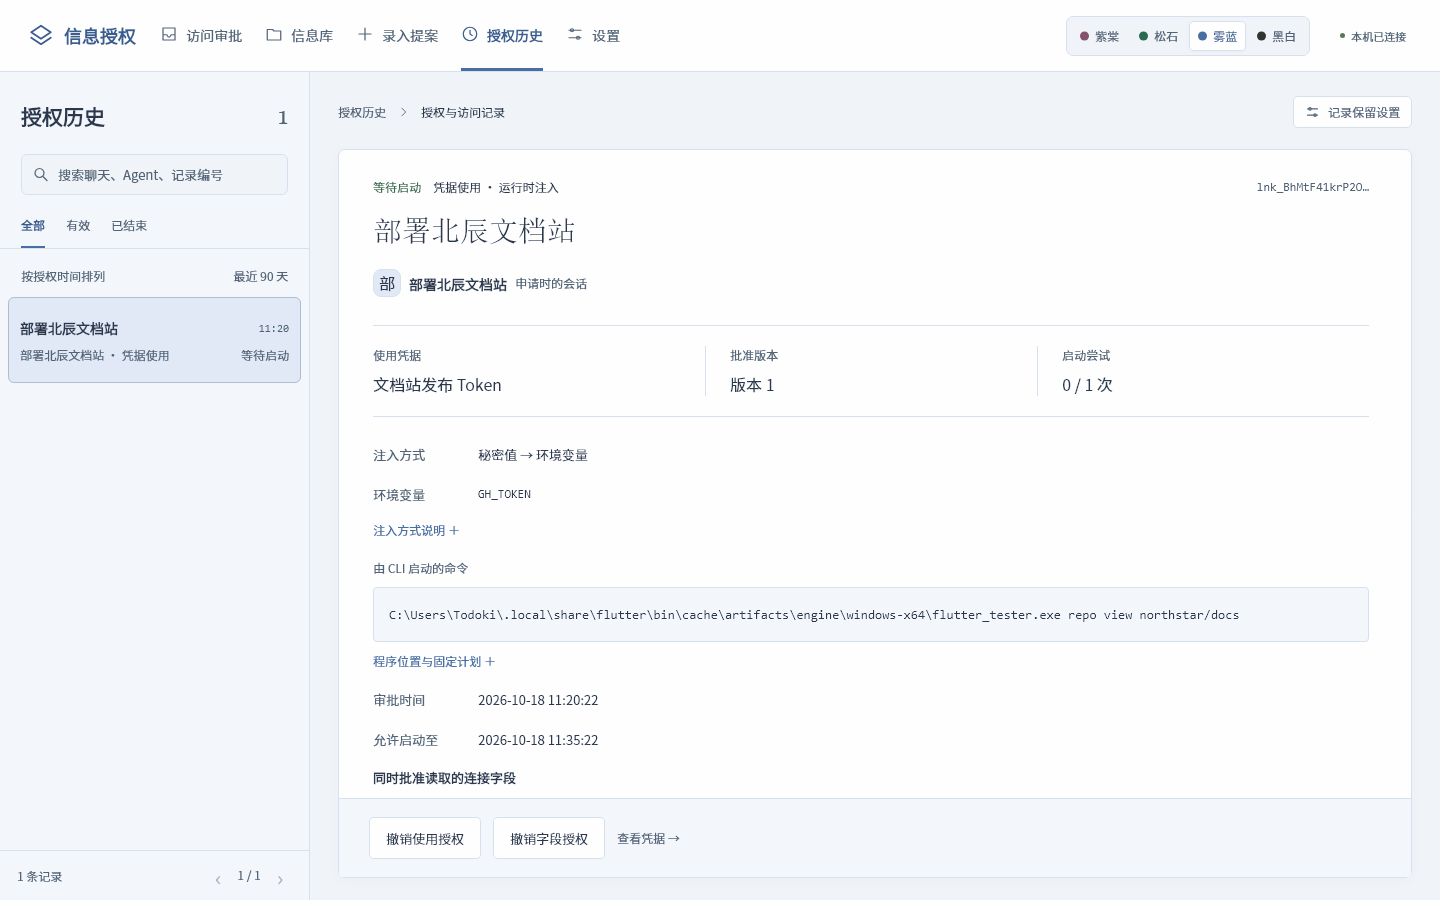 信息授权
访问审批
信息库
录入提案
授权历史
设置
紫棠
松石
雾蓝
黑白
本机已连接
授权历史 1
搜索聊天、Agent、记录编号
全部 有效 已结束
按授权时间排列 最近 90 天
部署北辰文档站 11:20
部署北辰文档站 · 凭据使用 等待启动
1 条记录 ‹ 1 / 1 ›
授权历史 > 授权与访问记录
记录保留设置
等待启动 凭据使用 · 运行时注入 lnk_BhMtF41krP2O…
部署北辰文档站
部 部署北辰文档站 申请时的会话
使用凭据 批准版本 启动尝试
文档站发布 Token 版本 1 0 / 1 次
注入方式 秘密值 → 环境变量
环境变量 GH_TOKEN
注入方式说明 +
由 CLI 启动的命令
C:\Users\Todoki\.local\share\flutter\bin\cache\artifacts\engine\windows-x64\flutter_tester.exe repo view northstar/docs
程序位置与固定计划 +
审批时间 2026-10-18 11:20:22
允许启动至 2026-10-18 11:35:22
同时批准读取的连接字段
撤销使用授权 撤销字段授权 查看凭据 →